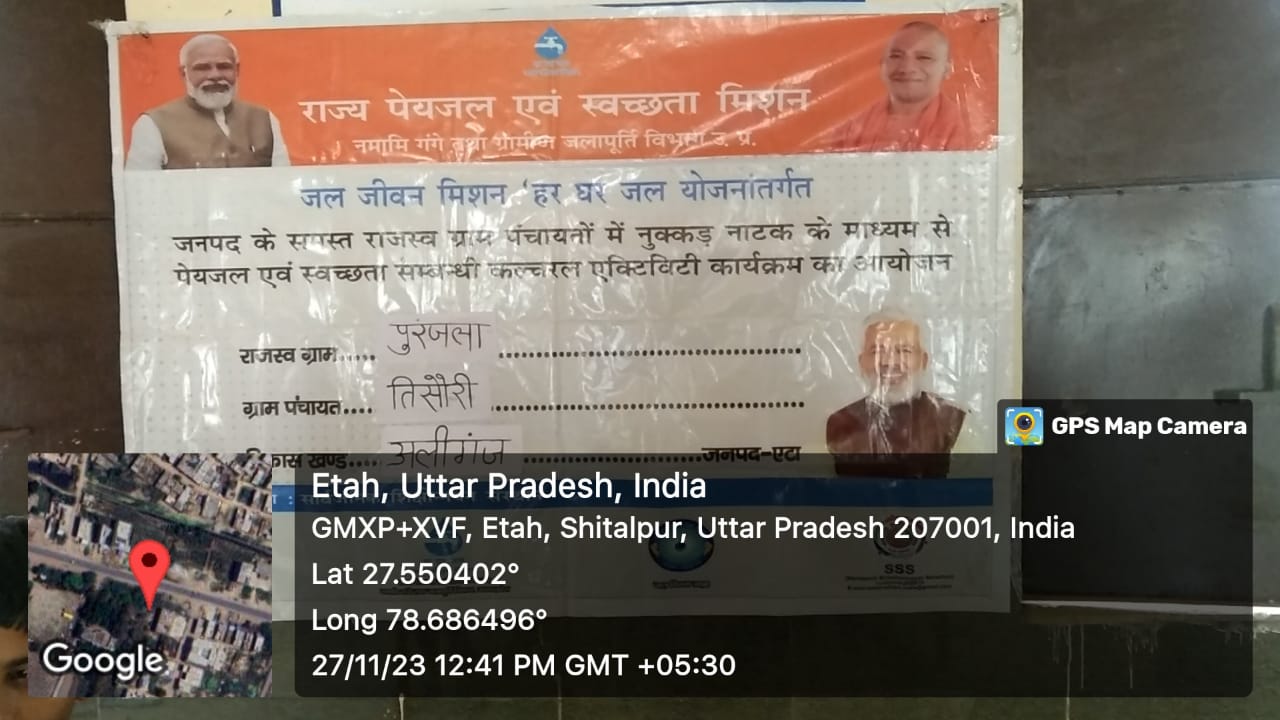 राज्य पेयजल एवं स्वच्छता मिशन
नमामि गंगे तथा ग्रामीण जलापूर्ति विभाग उ. प्र.
जल जीवन मिशन 'हर घर जल योजनांतर्गत
जनपद के समस्त राजस्व ग्राम पंचायतों में नुक्कड़ नाटक के माध्यम से
पेयजल एवं स्वच्छता सम्बन्धी कल्चरल एक्टिविटी कार्यक्रम का आयोजन
राजस्व ग्राम..... पुरंजला
ग्राम पंचायत.... तिसौरी
खण्ड..... अलीगंज ..... जनपद-एटा
GPS Map Camera
Etah, Uttar Pradesh, India
GMXP+XVF, Etah, Shitalpur, Uttar Pradesh 207001, India
Lat 27.550402°
Long 78.686496°
27/11/23 12:41 PM GMT +05:30
Google
SSS